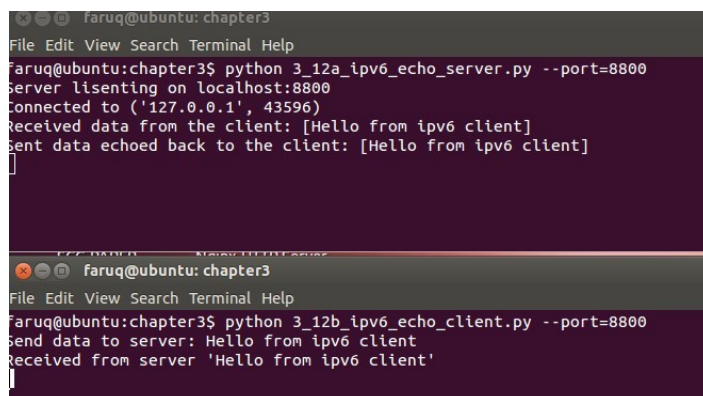 faruq@ubuntu: chapter3
File Edit View Search Terminal Help
faruq@ubuntu:chapter3$ python 3_12a_ipv6_echo_server.py --port=8800
Server lisenting on localhost:8800
Connected to ('127.0.0.1', 43596)
Received data from the client: [Hello from ipv6 client]
Sent data echoed back to the client: [Hello from ipv6 client]
faruq@ubuntu: chapter3
File Edit View Search Terminal Help
faruq@ubuntu:chapter3$ python 3_12b_ipv6_echo_client.py --port=8800
Send data to server: Hello from ipv6 client
Received from server 'Hello from ipv6 client'